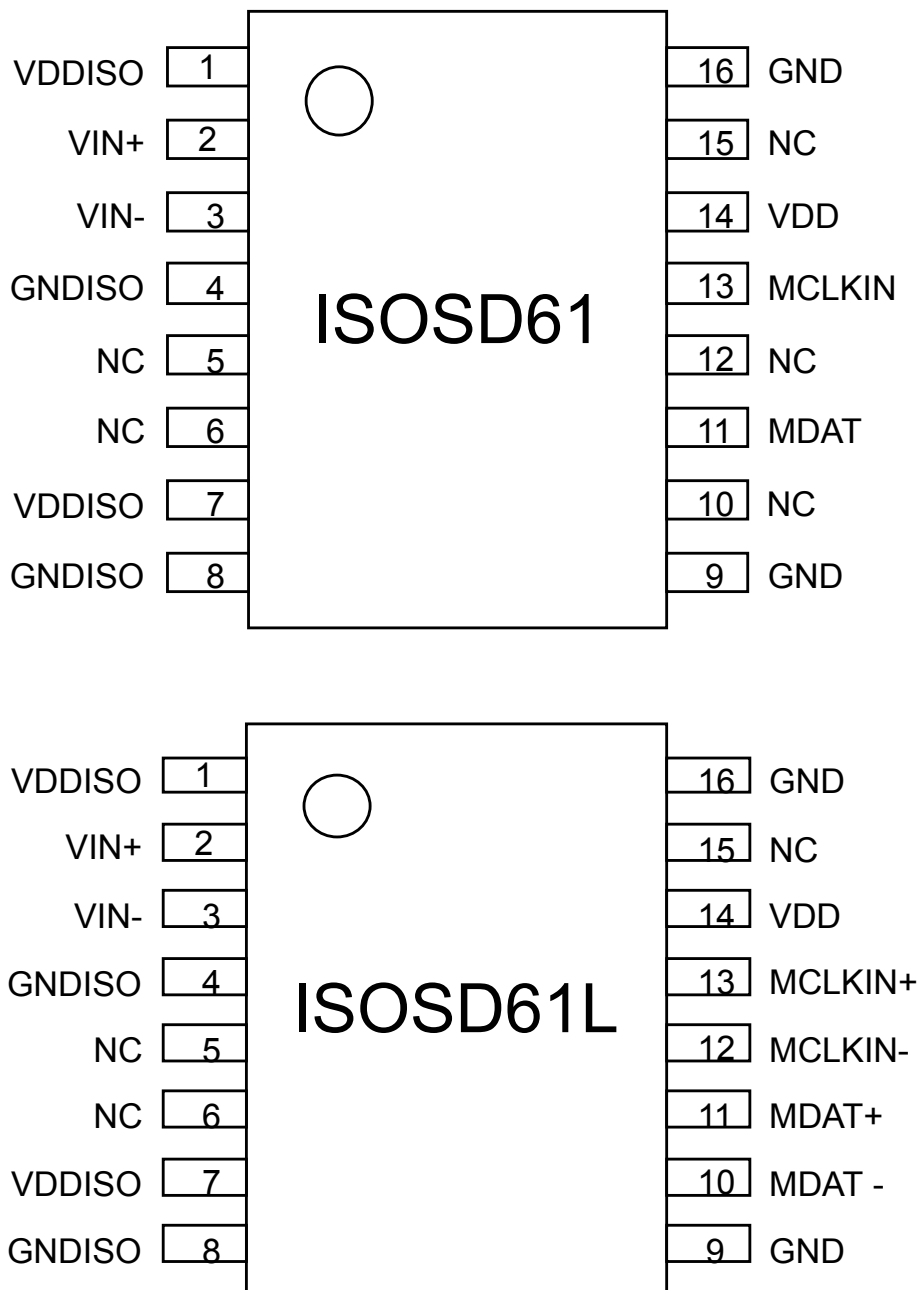 VDDISO 1 16 GND
VIN+ 2 15 NC
VIN- 3 14 VDD
GNDISO 4 13 MCLKIN
ISOSD61
NC 5 12 NC
NC 6 11 MDAT
VDDISO 7 10 NC
GNDISO 8 9 GND
VDDISO 1 16 GND
VIN+ 2 15 NC
VIN- 3 14 VDD
GNDISO 4 13 MCLKIN+
ISOSD61L
NC 5 12 MCLKIN-
NC 6 11 MDAT+
VDDISO 7 10 MDAT -
GNDISO 8 9 GND